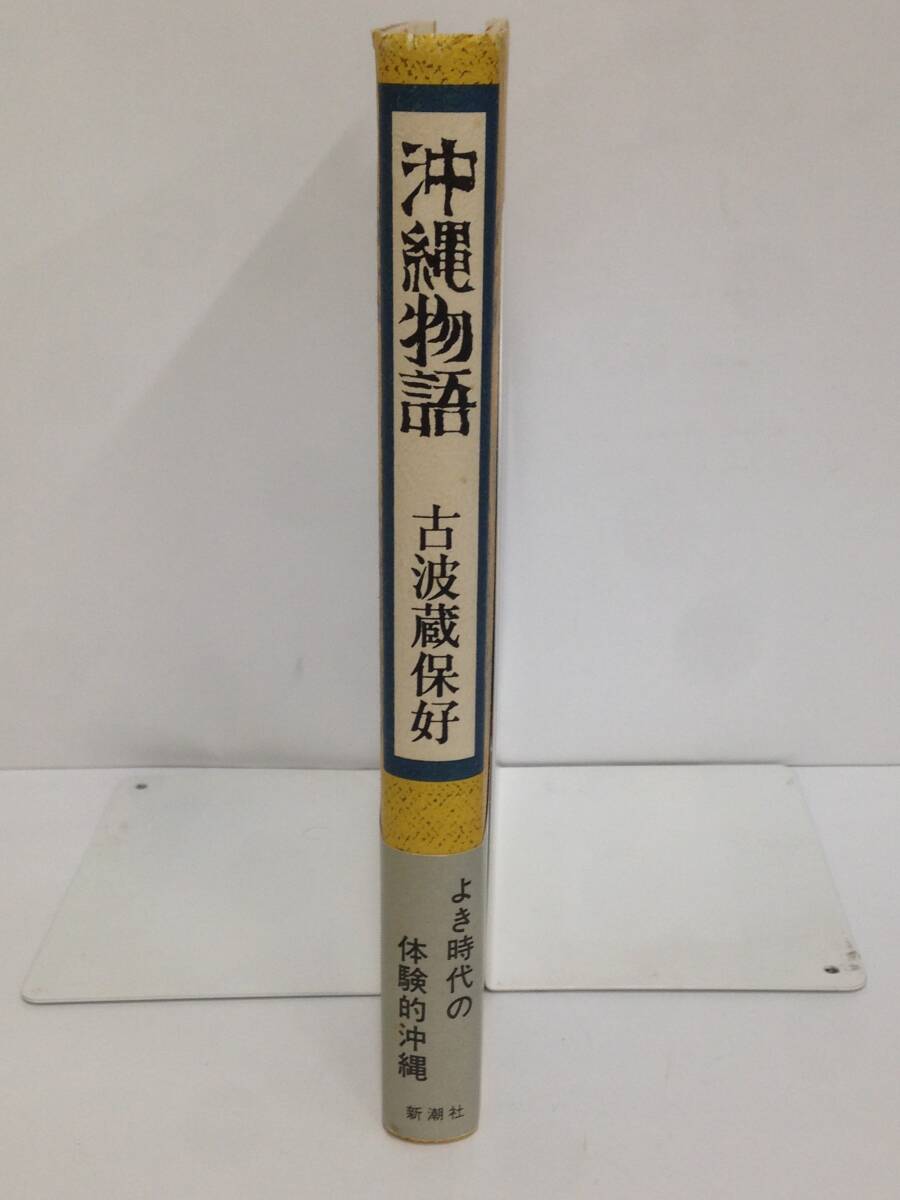 沖縄物語
古波蔵保好
よき時代の
体験的沖縄
新潮社